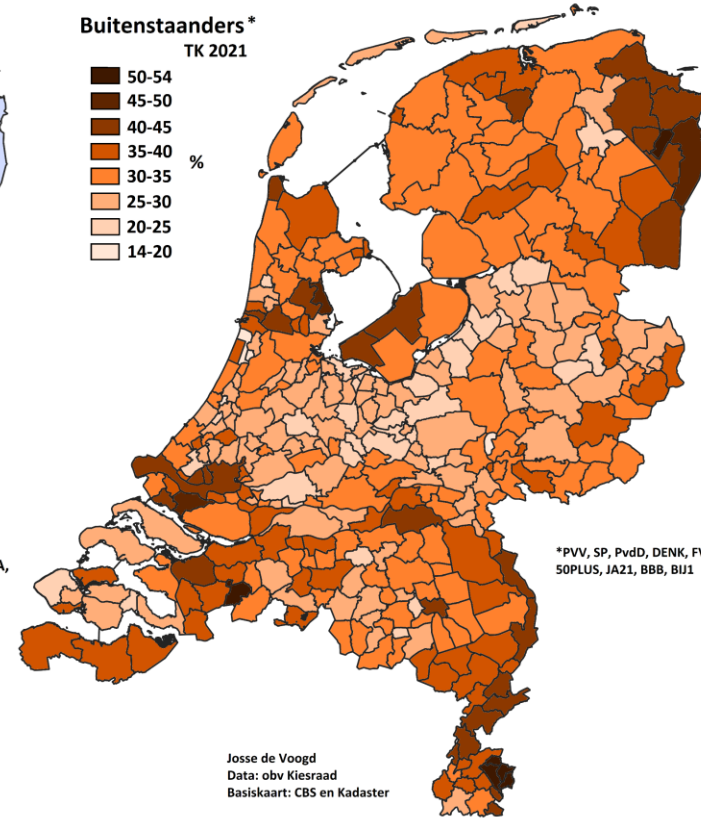 Buitenstaanders *
TK 2021
50-54
45-50
40-45
35-40
30-35
25-30
20-25
14-20
%
*PVV, SP, PvdD, DENK,
50PLUS, JA21, BBB, BIJ1
Josse de Voogd
Data: obv Kiesraad
Basiskaart: CBS en Kadaster